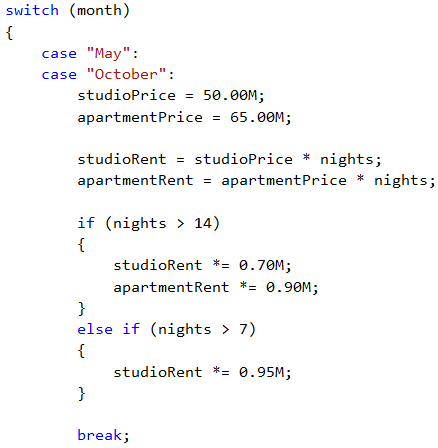 switch (month)
{
    case "May":
    case "October":
        studioPrice = 50.00M;
        apartmentPrice = 65.00M;

        studioRent = studioPrice * nights;
        apartmentRent = apartmentPrice * nights;

        if (nights > 14)
        {
            studioRent *= 0.70M;
            apartmentRent *= 0.90M;
        }
        else if (nights > 7)
        {
            studioRent *= 0.95M;
        }

        break;